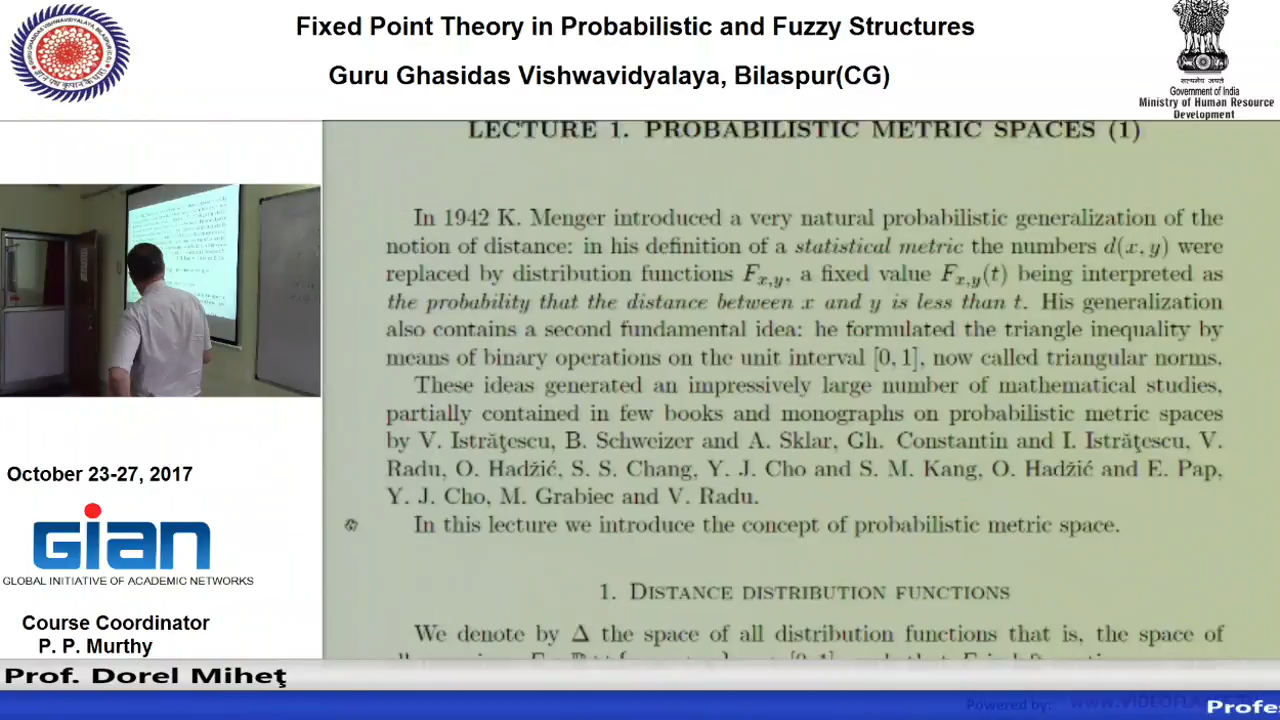 Fixed Point Theory in Probabilistic and Fuzzy Structures
Guru Ghasidas Vishwavidyalaya, Bilaspur(CG)
सत्यमेव जयते
Government of India
Ministry of Human Resource
Development
LECTURE 1. PROBABILISTIC METRIC SPACES (1)
In 1942 K. Menger introduced a very natural probabilistic generalization of the
notion of distance: in his definition of a statistical metric the numbers d(x, y) were
replaced by distribution functions F_{x,y}, a fixed value F_{x,y}(t) being interpreted as
the probability that the distance between x and y is less than t. His generalization
also contains a second fundamental idea: he formulated the triangle inequality by
means of binary operations on the unit interval [0, 1], now called triangular norms.
These ideas generated an impressively large number of mathematical studies,
partially contained in few books and monographs on probabilistic metric spaces
by V. Istrăţescu, B. Schweizer and A. Sklar, Gh. Constantin and I. Istrăţescu, V.
Radu, O. Hadžić, S. S. Chang, Y. J. Cho and S. M. Kang, O. Hadžić and E. Pap,
Y. J. Cho, M. Grabiec and V. Radu.
In this lecture we introduce the concept of probabilistic metric space.
1. DISTANCE DISTRIBUTION FUNCTIONS
We denote by Δ the space of all distribution functions that is, the space of
October 23-27, 2017
GIAN
GLOBAL INITIATIVE OF ACADEMIC NETWORKS
Course Coordinator
P. P. Murthy
Prof. Dorel Miheţ
Powered by:
Profes